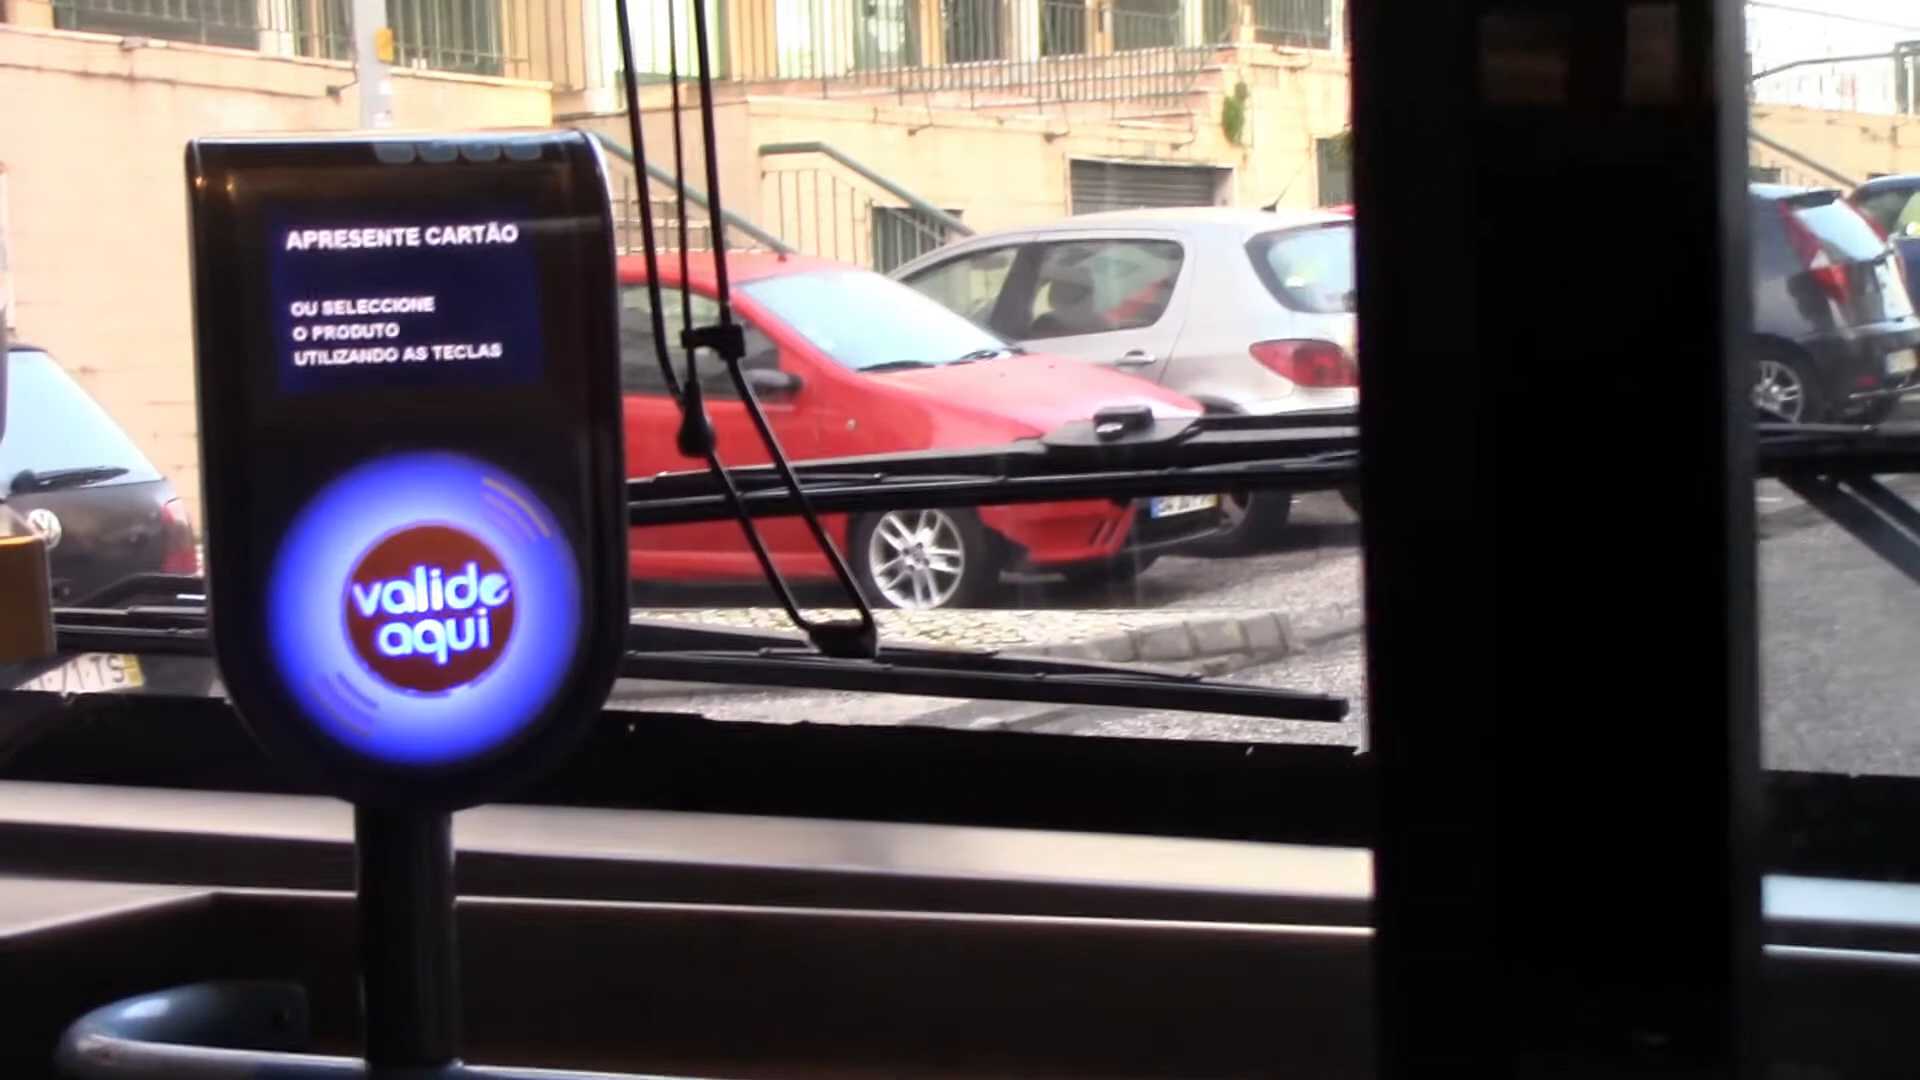 APRESENTE CARTÃO
OU SELECCIONE
O PRODUTO
UTILIZANDO AS TECLAS
valide
aqui